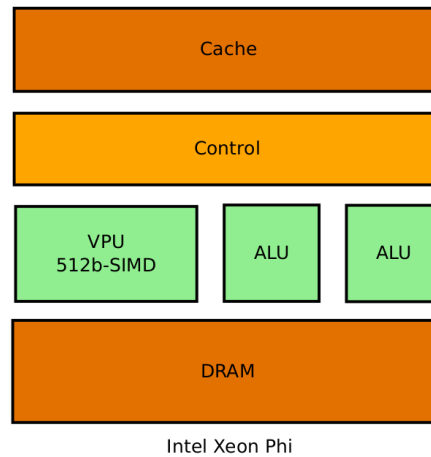 Cache
Control
VPU
512b-SIMD
ALU
ALU
DRAM
Intel Xeon Phi